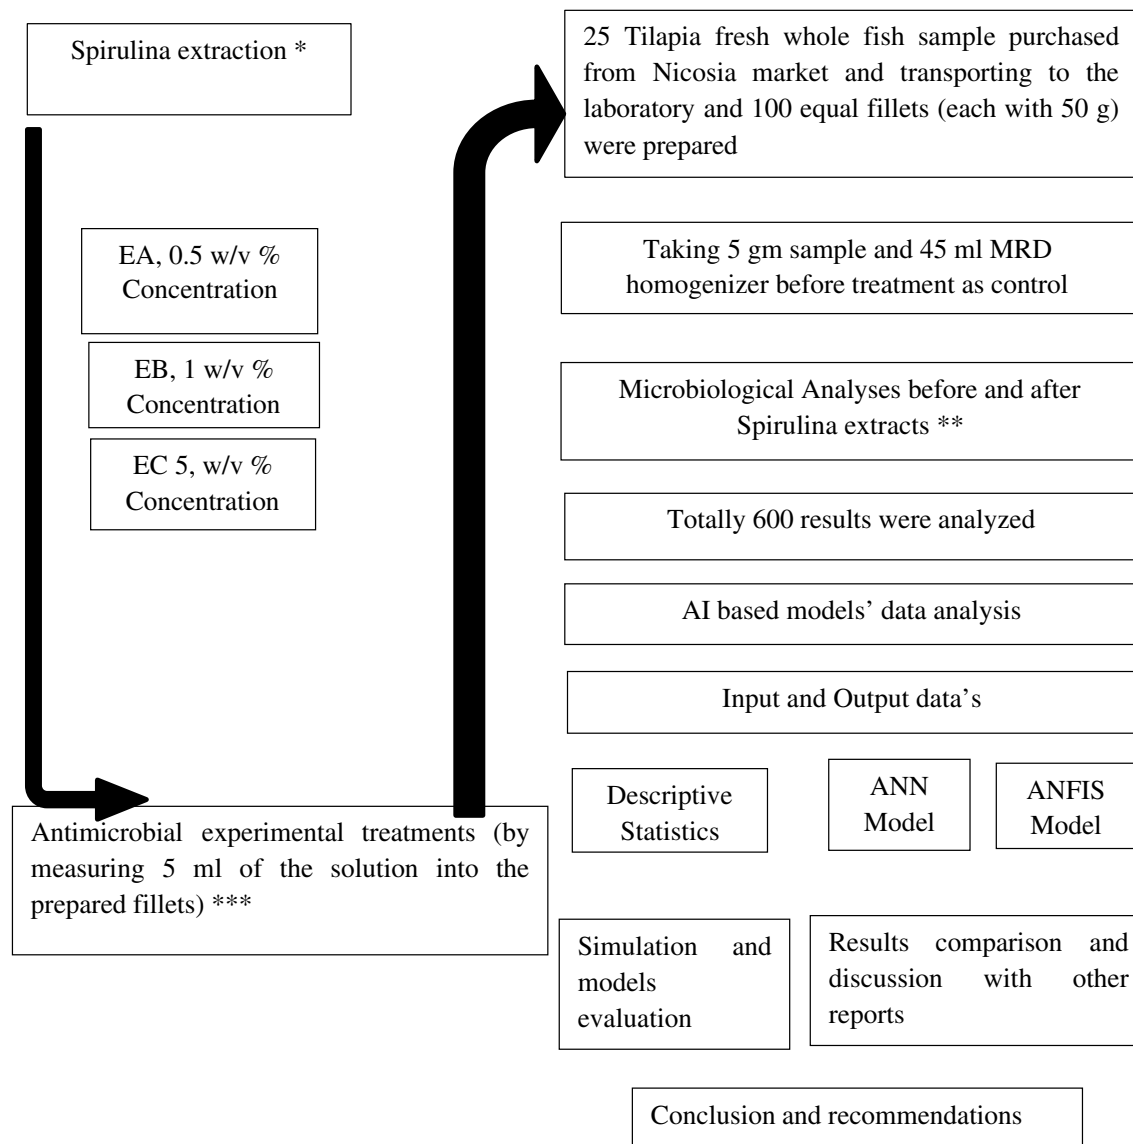 Spirulina extraction *
EA, 0.5 w/v %
Concentration
EB, 1 w/v %
Concentration
EC 5, w/v %
Concentration
Antimicrobial experimental treatments (by
measuring 5 ml of the solution into the
prepared fillets) ***
25 Tilapia fresh whole fish sample purchased
from Nicosia market and transporting to the
laboratory and 100 equal fillets (each with 50 g)
were prepared
Taking 5 gm sample and 45 ml MRD
homogenizer before treatment as control
Microbiological Analyses before and after
Spirulina extracts **
Totally 600 results were analyzed
AI based models’ data analysis
Input and Output data’s
Descriptive
Statistics
ANN
Model
ANFIS
Model
Simulation and
models
evaluation
Results comparison and
discussion with other
reports
Conclusion and recommendations